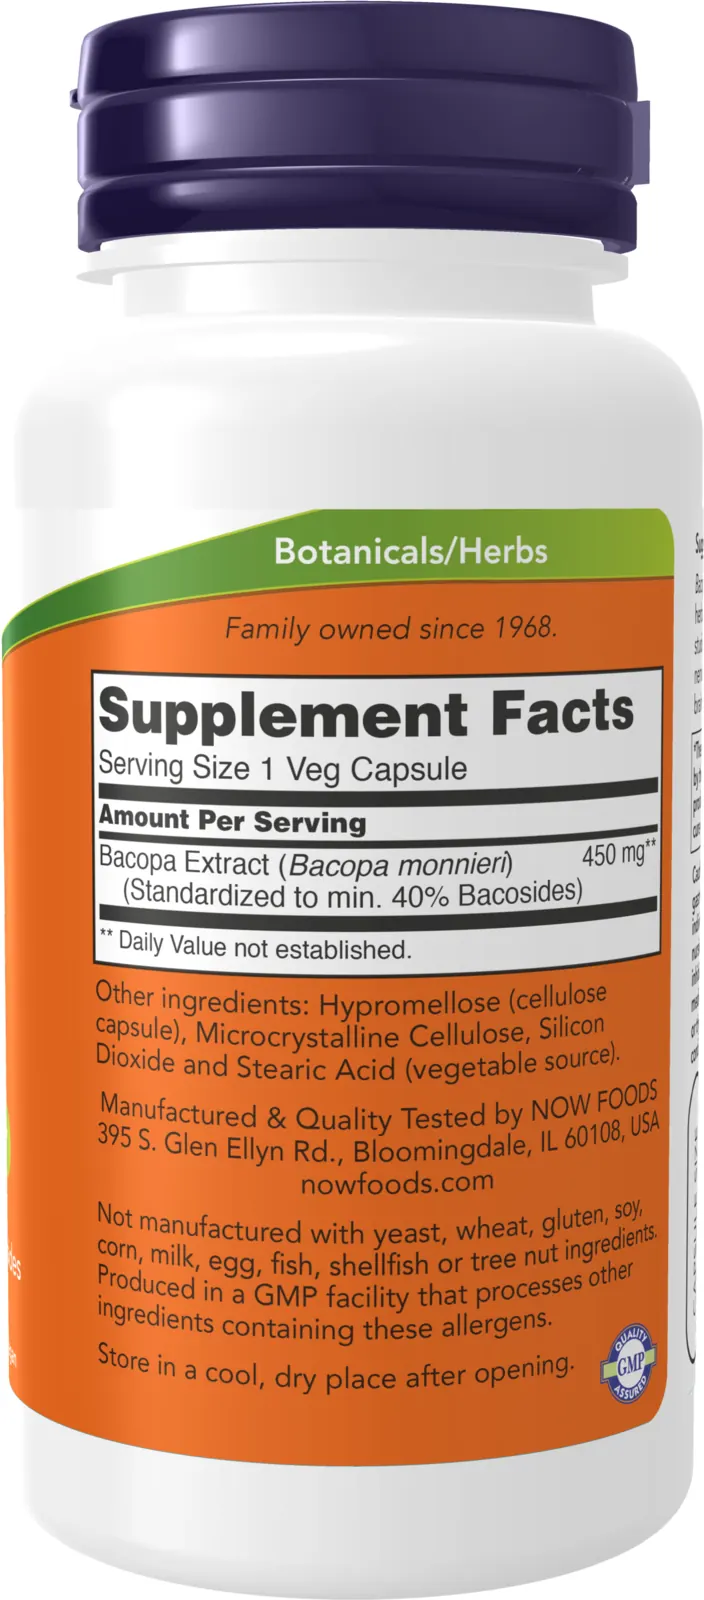 Botanicals/Herbs
Family owned since 1968.
Supplement Facts
Serving Size 1 Veg Capsule
Amount Per Serving
Bacopa Extract (Bacopa monnieri) 450 mg**
(Standardized to min. 40% Bacosides)
** Daily Value not established.
Other ingredients: Hypromellose (cellulose
capsule), Microcrystalline Cellulose, Silicon
Dioxide and Stearic Acid (vegetable source).
Manufactured & Quality Tested by NOW FOODS
395 S. Glen Ellyn Rd., Bloomingdale, IL 60108, USA
nowfoods.com
Not manufactured with yeast, wheat, gluten, soy,
corn, milk, egg, fish, shellfish or tree nut ingredients.
Produced in a GMP facility that processes other
ingredients containing these allergens.
Store in a cool, dry place after opening.
QUALITY
GMP
ASSURED
CAPSULE SIZE